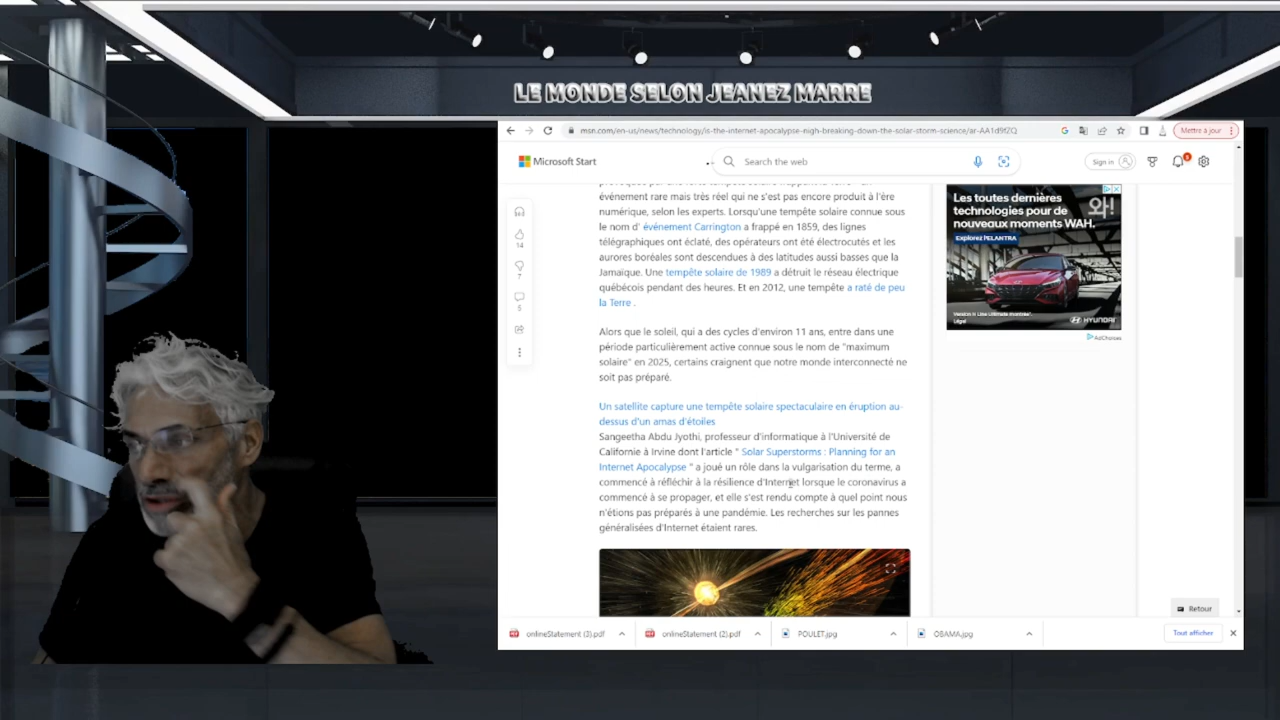 LE MONDE SELON JEANEZ MARRE
msn.com/en-us/news/technology/is-the-internet-apocalypse-nigh-breaking-down-the-solar-storm-science/ar-AA1d9fZQ
Mettre à jour
Microsoft Start
Search the web
Sign in
événement rare mais très réel qui ne s'est pas encore produit à l'ère
numérique, selon les experts. Lorsqu'une tempête solaire connue sous
le nom d' événement Carrington a frappé en 1859, des lignes
télégraphiques ont éclaté, des opérateurs ont été électrocutés et les
aurores boréales sont descendues à des latitudes aussi basses que la
Jamaïque. Une tempête solaire de 1989 a détruit le réseau électrique
québécois pendant des heures. Et en 2012, une tempête a raté de peu
la Terre .
Alors que le soleil, qui a des cycles d'environ 11 ans, entre dans une
période particulièrement active connue sous le nom de "maximum
solaire" en 2025, certains craignent que notre monde interconnecté ne
soit pas préparé.
Un satellite capture une tempête solaire spectaculaire en éruption au-
dessus d'un amas d'étoiles
Sangeetha Abdu Jyothi, professeur d'informatique à l'Université de
Californie à Irvine dont l'article " Solar Superstorms : Planning for an
Internet Apocalypse " a joué un rôle dans la vulgarisation du terme, a
commencé à réfléchir à la résilience d'Internet lorsque le coronavirus a
commencé à se propager, et elle s'est rendu compte à quel point nous
n'étions pas préparés à une pandémie. Les recherches sur les pannes
généralisées d'Internet étaient rares.
14
7
5
Les toutes dernières
technologies pour de
nouveaux moments WAH.
와!
Explorez l'ELANTRA
HYUNDAI
AdChoices
Retour
onlineStatement (3).pdf
onlineStatement (2).pdf
POULET.jpg
OBAMA.jpg
Tout afficher